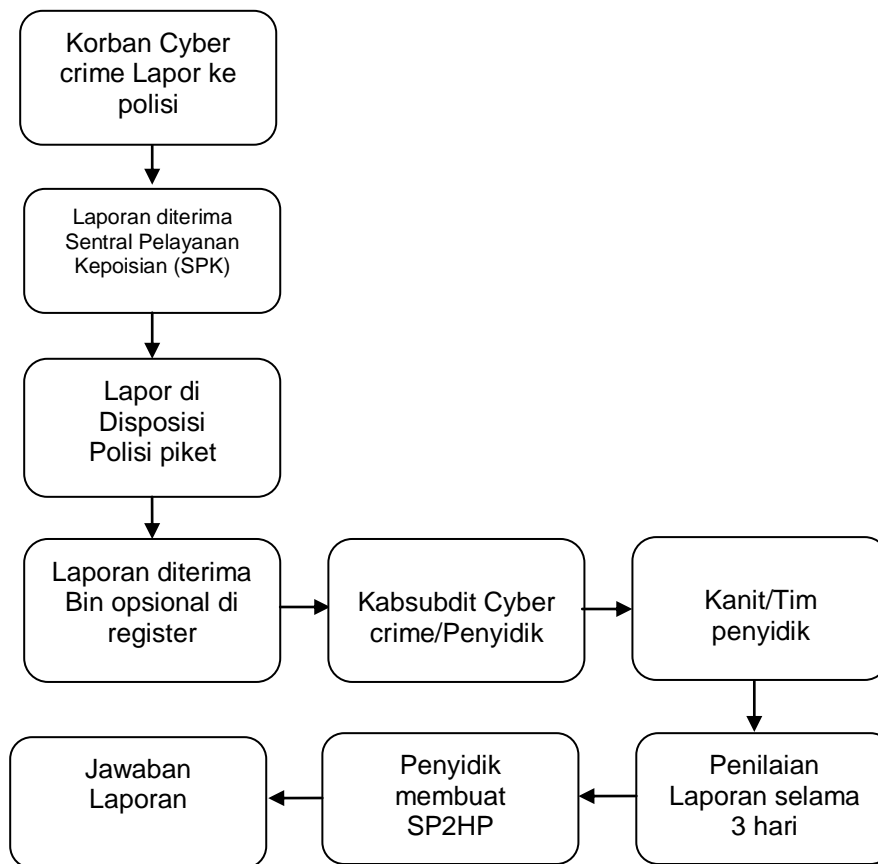 Korban Cyber
crime Lapor ke
polisi
Laporan diterima
Sentral Pelayanan
Kepoisian (SPK)
Lapor di
Disposisi
Polisi piket
Laporan diterima
Bin opsional di
register
Kabsubdit Cyber
crime/Penyidik
Kanit/Tim
penyidik
Penilaian
Laporan selama
3 hari
Penyidik
membuat
SP2HP
Jawaban
Laporan